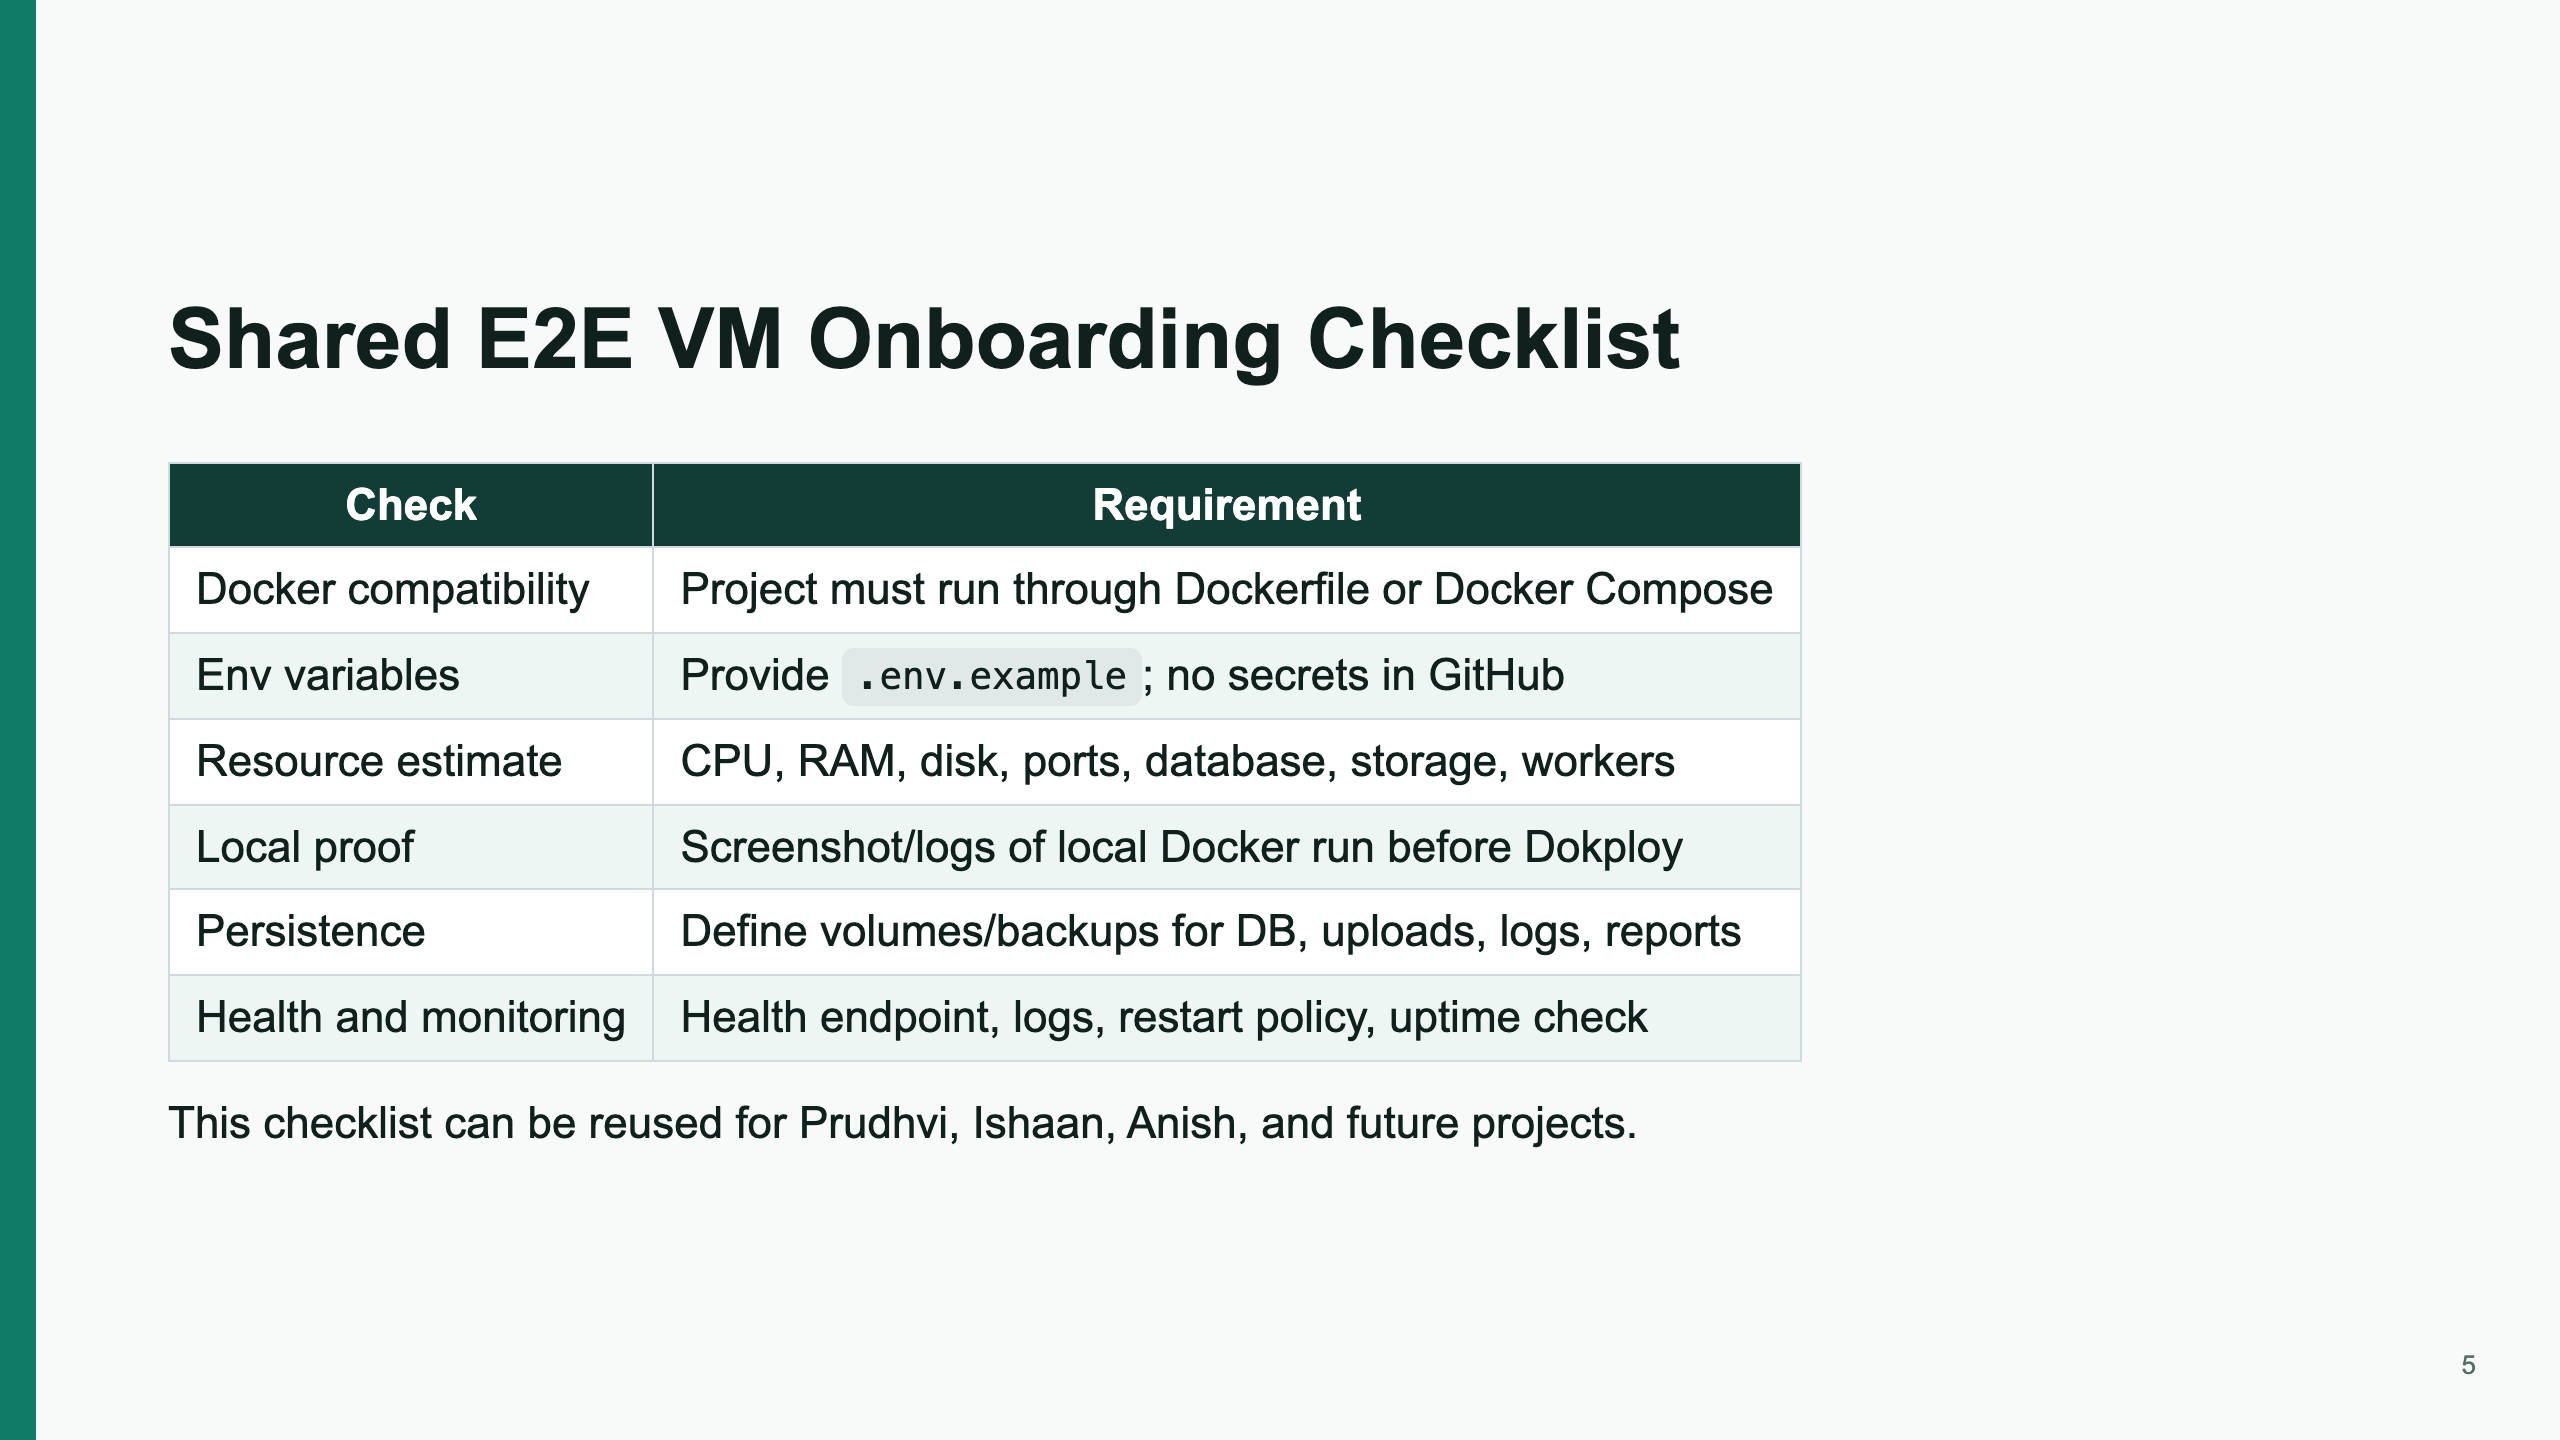 Shared E2E VM Onboarding Checklist
Check Requirement
Docker compatibility Project must run through Dockerfile or Docker Compose
Env variables Provide .env.example; no secrets in GitHub
Resource estimate CPU, RAM, disk, ports, database, storage, workers
Local proof Screenshot/logs of local Docker run before Dokploy
Persistence Define volumes/backups for DB, uploads, logs, reports
Health and monitoring Health endpoint, logs, restart policy, uptime check
This checklist can be reused for Prudhvi, Ishaan, Anish, and future projects.
5